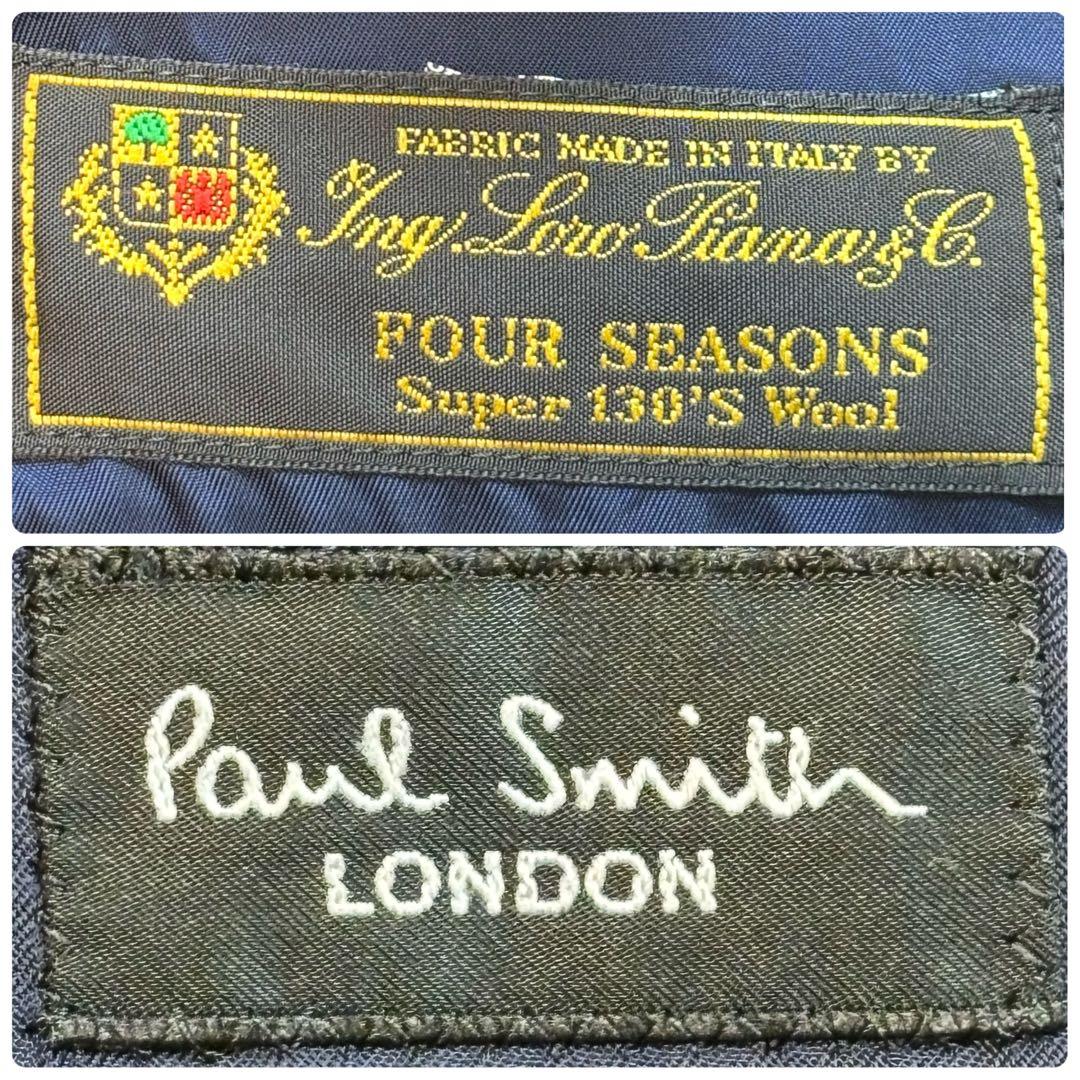 FABRIC MADE IN ITALY BY
Ing. Loro Piana & C.
FOUR SEASONS
Super 130'S Wool
Paul Smith
LONDON